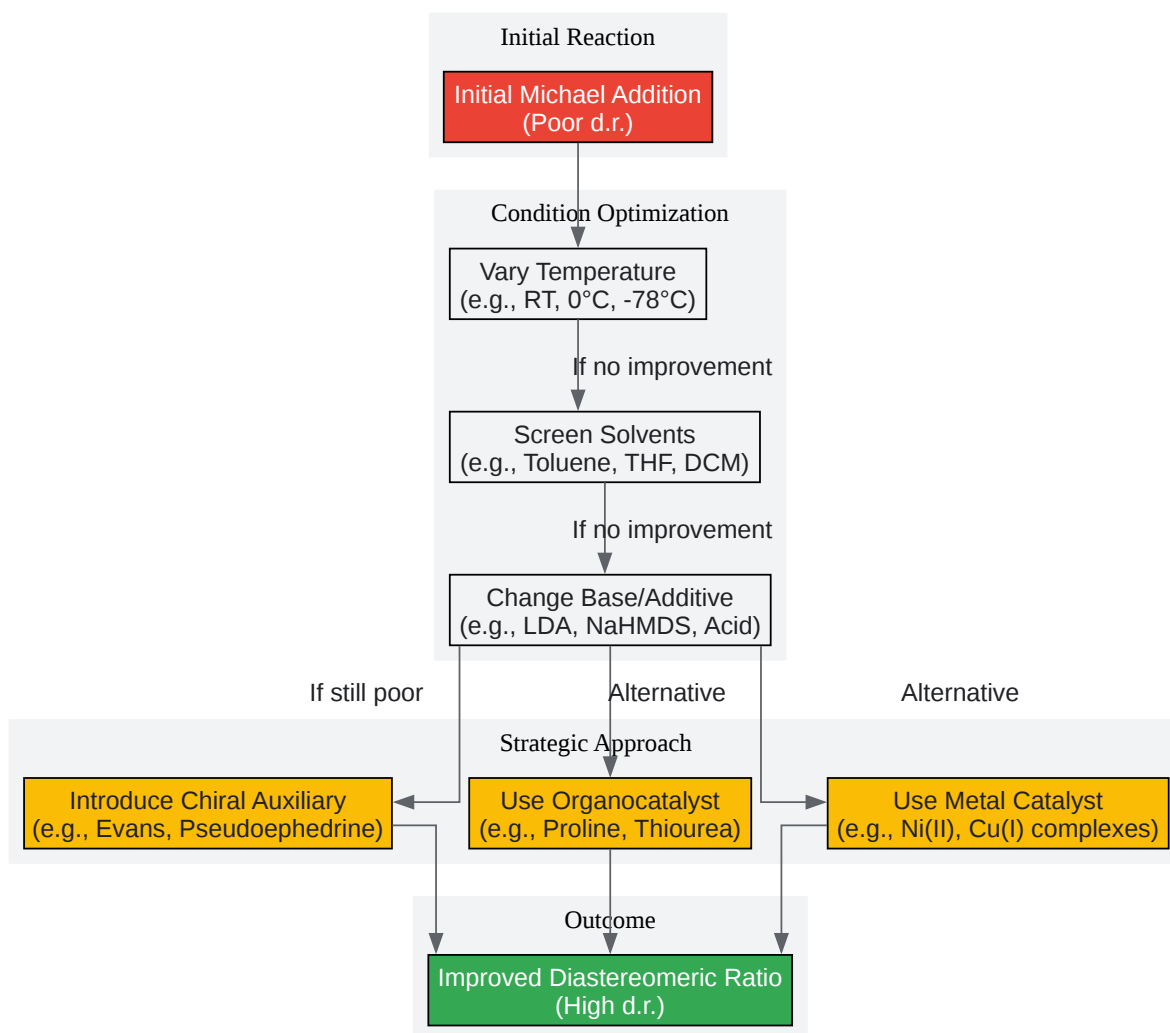 Initial Reaction
Initial Michael Addition
(Poor d.r.)
Condition Optimization
Vary Temperature
(e.g., RT, 0°C, -78°C)
If no improvement
Screen Solvents
(e.g., Toluene, THF, DCM)
If no improvement
Change Base/Additive
(e.g., LDA, NaHMDS, Acid)
If still poor
Alternative
Alternative
Strategic Approach
Introduce Chiral Auxiliary
(e.g., Evans, Pseudoephedrine)
Use Organocatalyst
(e.g., Proline, Thiourea)
Use Metal Catalyst
(e.g., Ni(II), Cu(I) complexes)
Outcome
Improved Diastereomeric Ratio
(High d.r.)